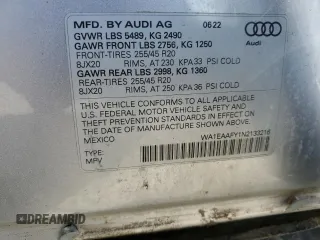 MFD. BY AUDI AG 06.22
GVWR LBS 5489, KG 2490
GAWR FRONT LBS 2756, KG 1250
FRONT-TIRES 255/45 R20
8JX20 RIMS, AT 230 KPA 33 PSI COLD
GAWR REAR LBS 2998, KG 1360
REAR-TIRES 255/45 R20
8JX20 RIMS, AT 250 KPA 36 PSI COLD
THIS VEHICLE CONFORMS TO ALL APPLICABLE
FEDERAL MOTOR VEHICLE SAFETY, BUMPER, AND
THEFT PREVENTION STANDARDS IN EFFECT ON THE
DATE OF MANUFACTURE SHOWN ABOVE.
MEXICO
WA1EAAFY1N2133216
TYPE:
MPV
Audi